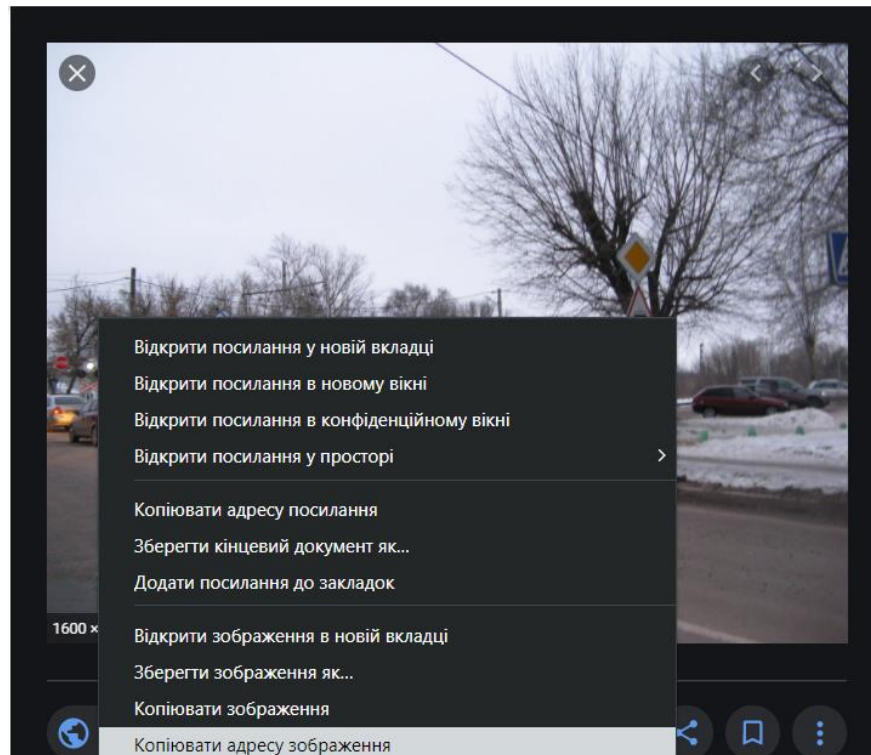 Відкрити посилання у новій вкладці
Відкрити посилання в новому вікні
Відкрити посилання в конфіденційному вікні
Відкрити посилання у просторі
Копіювати адресу посилання
Зберегти кінцевий документ як...
Додати посилання до закладок
1600 ×
Відкрити зображення в новій вкладці
Зберегти зображення як...
Копіювати зображення
Копіювати адресу зображення